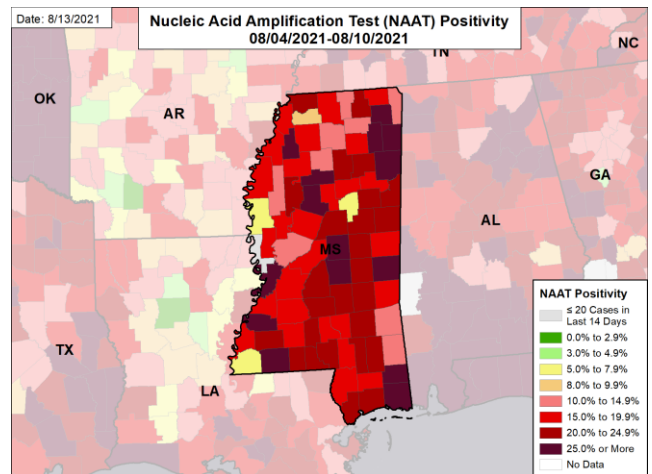 Date: 8/13/2021
Nucleic Acid Amplification Test (NAAT) Positivity
08/04/2021-08/10/2021
TN
NC
OK
AR
GA
AL
MS
TX
LA
NAAT Positivity
≤ 20 Cases in
Last 14 Days
0.0% to 2.9%
3.0% to 4.9%
5.0% to 7.9%
8.0% to 9.9%
10.0% to 14.9%
15.0% to 19.9%
20.0% to 24.9%
25.0% or More
No Data